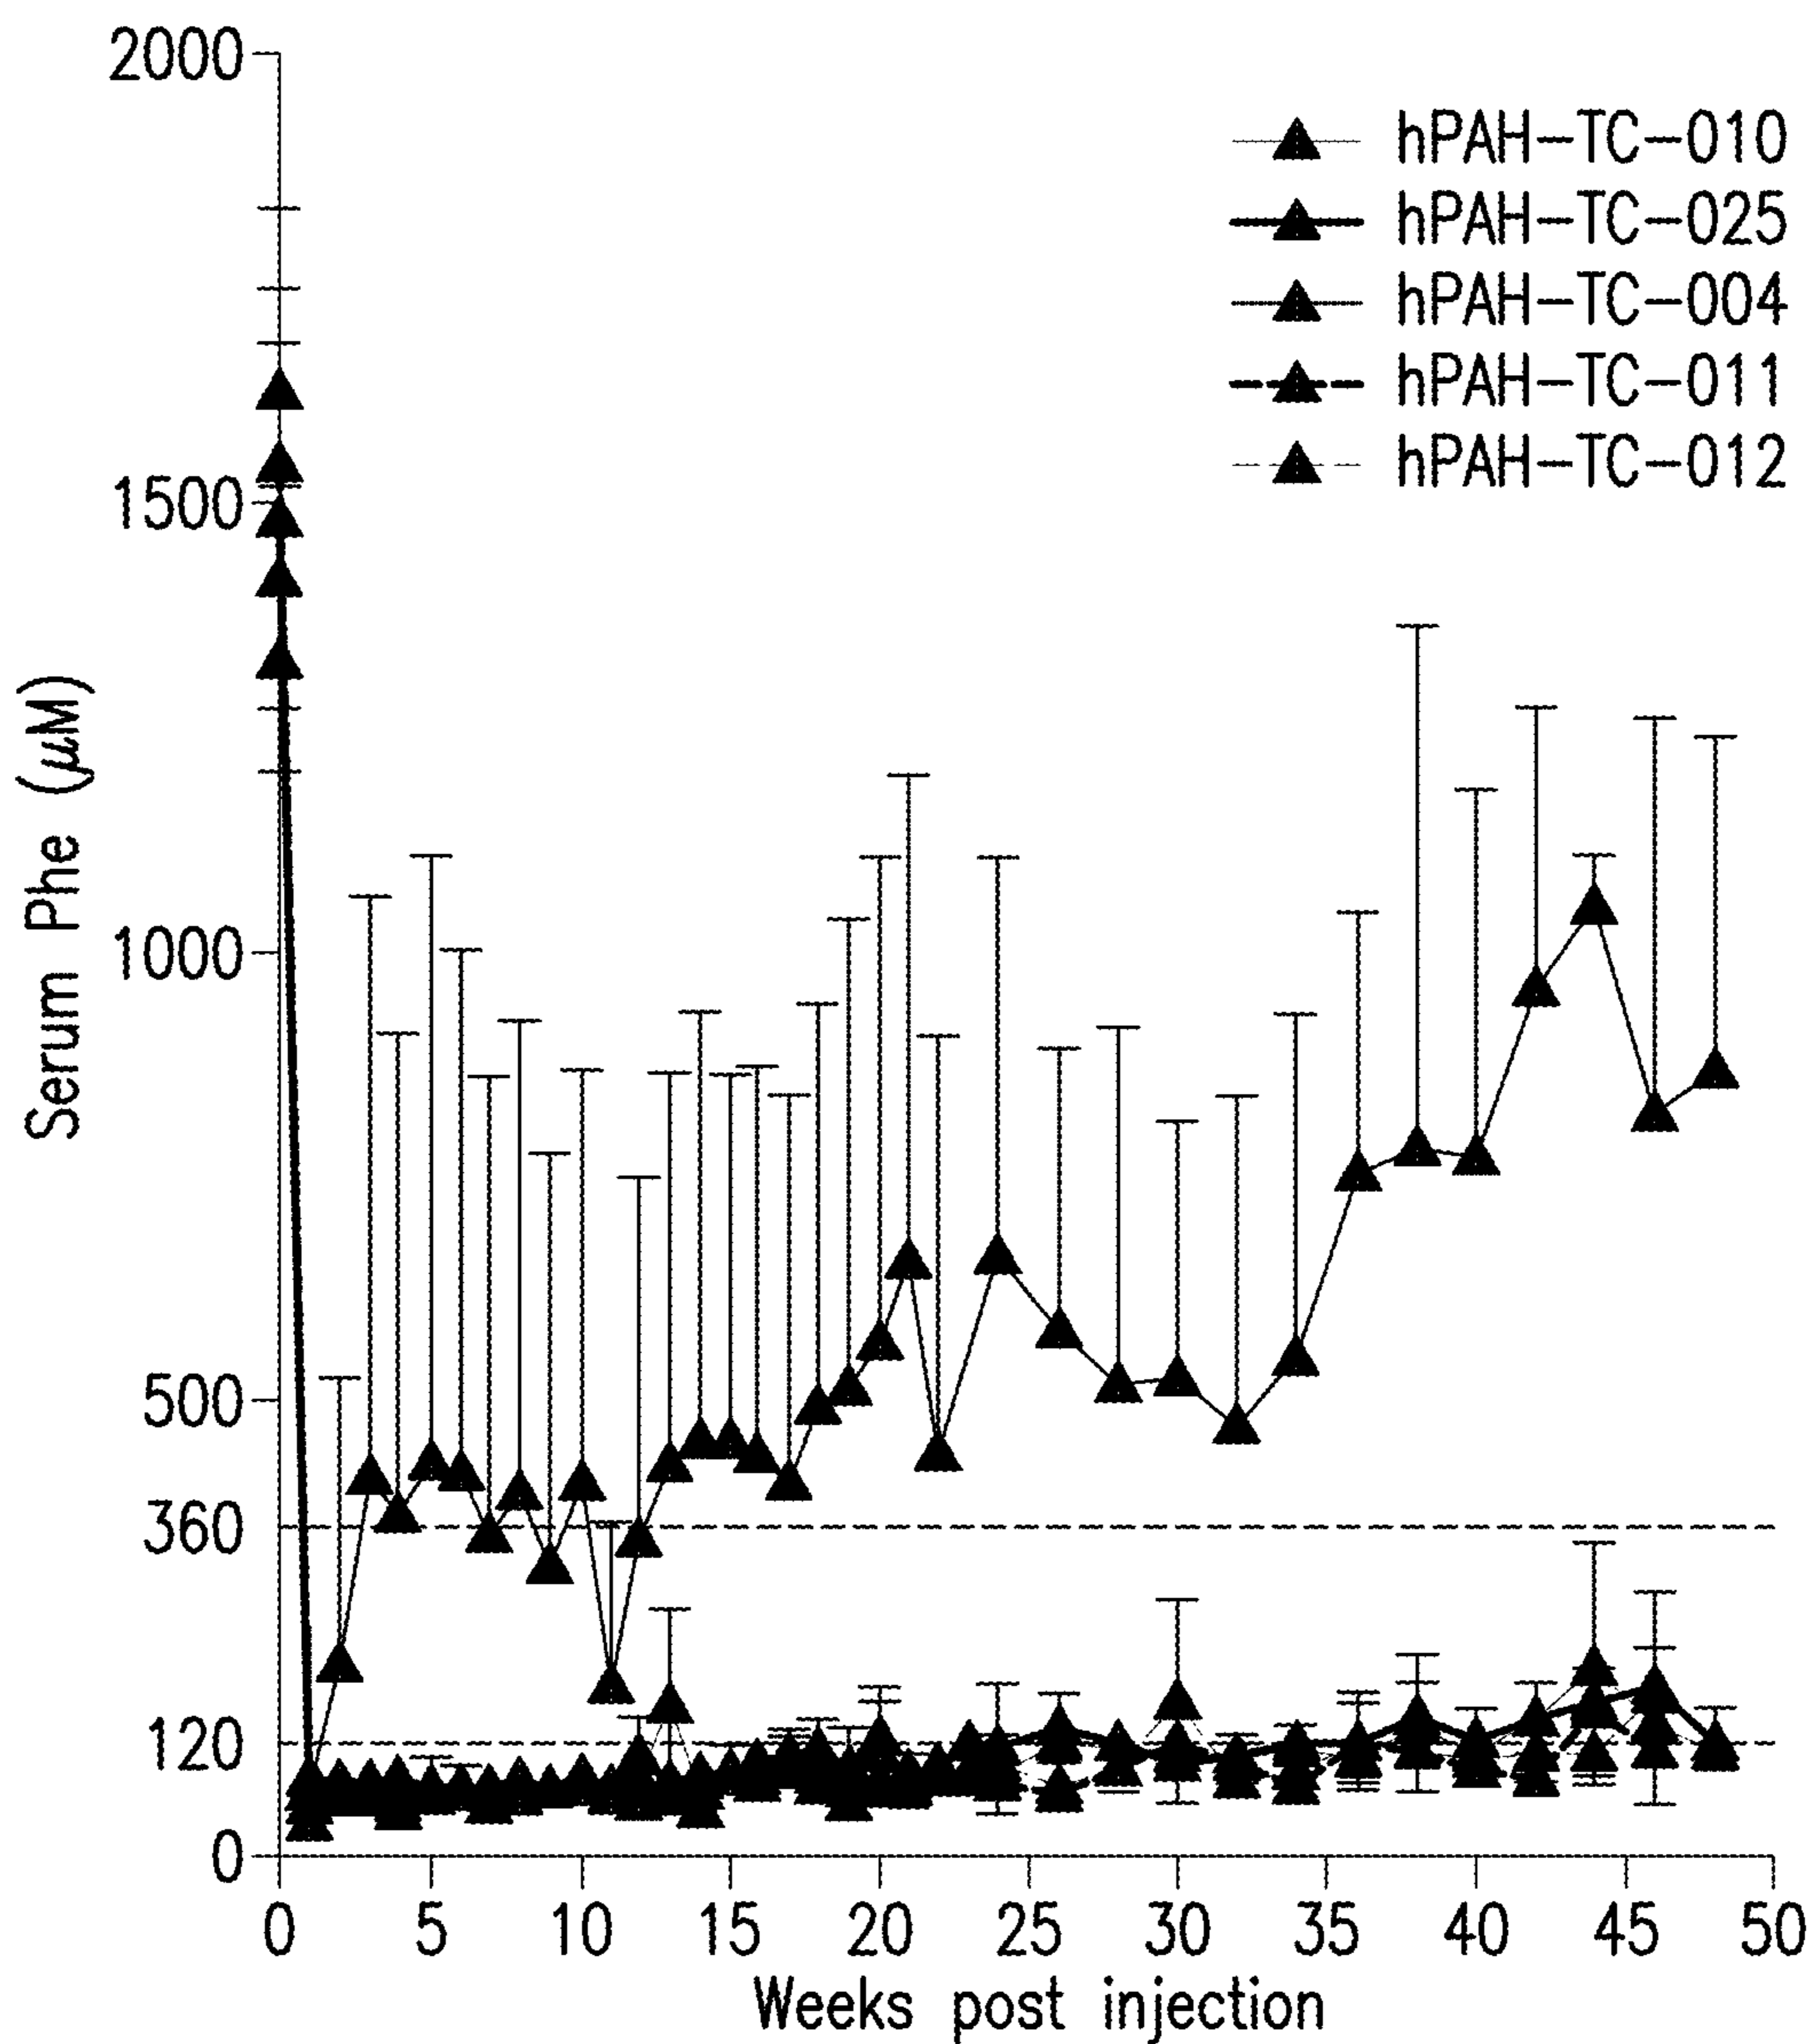 2000
1500
1000
500
360
120
0
Serum Phe (μM)
hPAH-TC-010
hPAH-TC-025
hPAH-TC-004
hPAH-TC-011
hPAH-TC-012
0 5 10 15 20 25 30 35 40 45 50
Weeks post injection